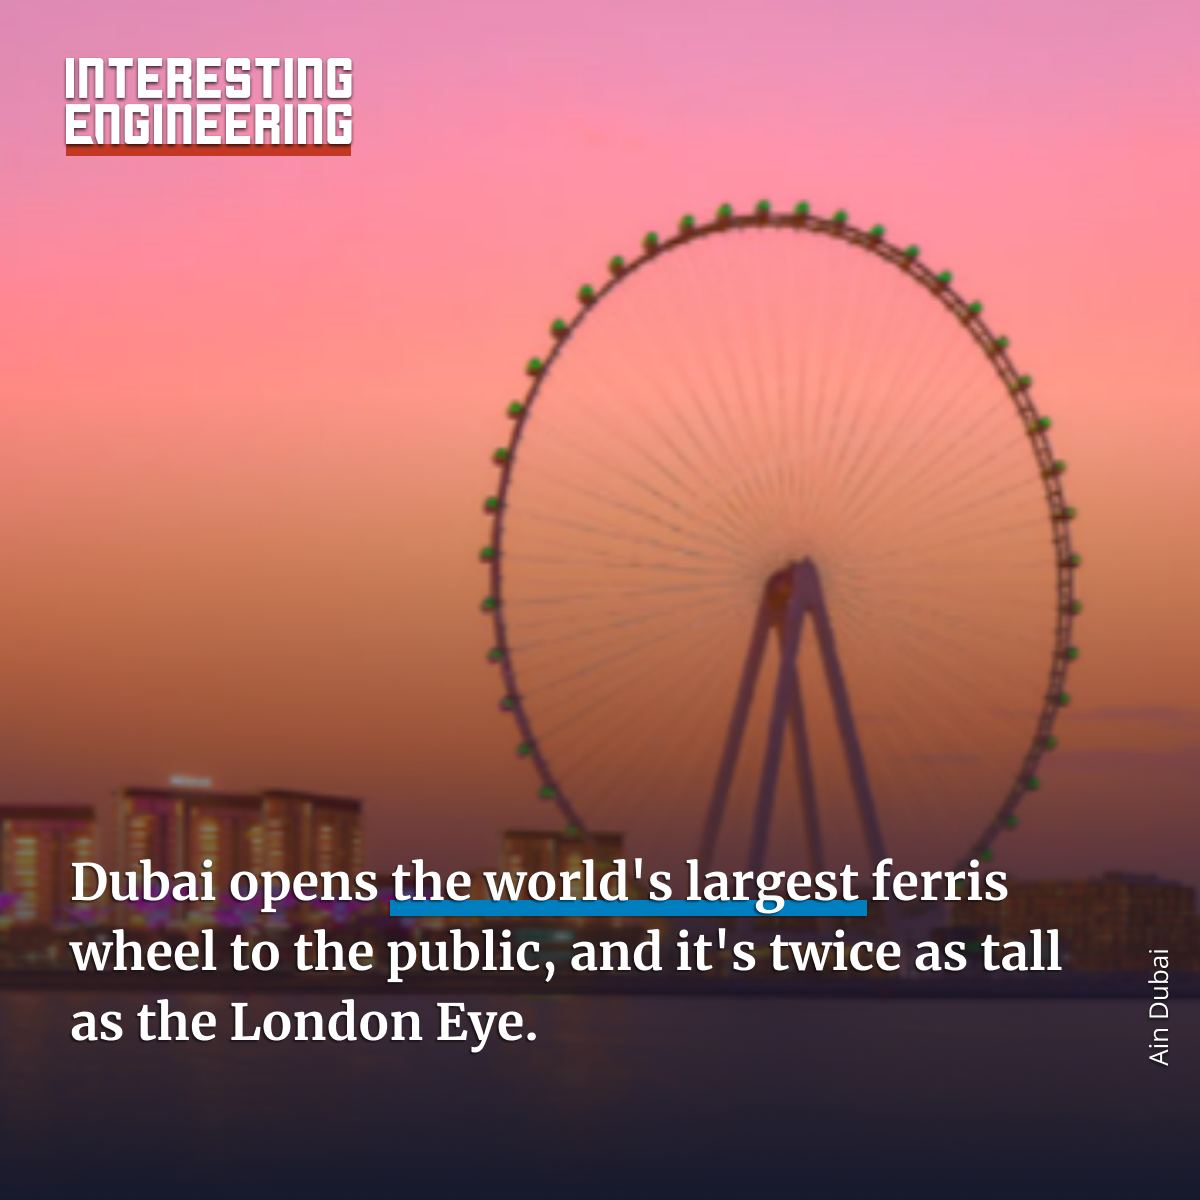 INTERESTING
ENGINEERING
Dubai opens the world's largest ferris
wheel to the public, and it's twice as tall
as the London Eye.
Ain Dubai